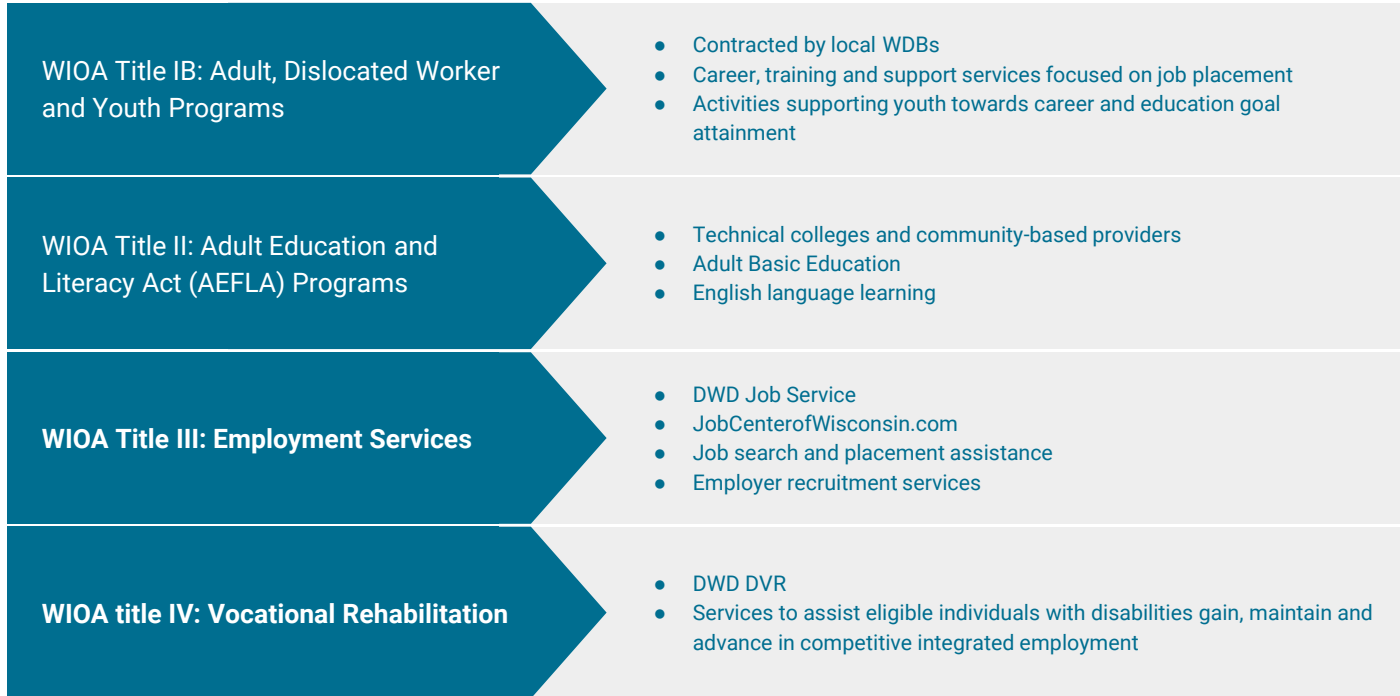 WIOA Title IB: Adult, Dislocated Worker
and Youth Programs
● Contracted by local WDBs
● Career, training and support services focused on job placement
● Activities supporting youth towards career and education goal
attainment
WIOA Title II: Adult Education and
Literacy Act (AEFLA) Programs
● Technical colleges and community-based providers
● Adult Basic Education
● English language learning
WIOA Title III: Employment Services
● DWD Job Service
● JobCenterofWisconsin.com
● Job search and placement assistance
● Employer recruitment services
WIOA title IV: Vocational Rehabilitation
● DWD DVR
● Services to assist eligible individuals with disabilities gain, maintain and
advance in competitive integrated employment